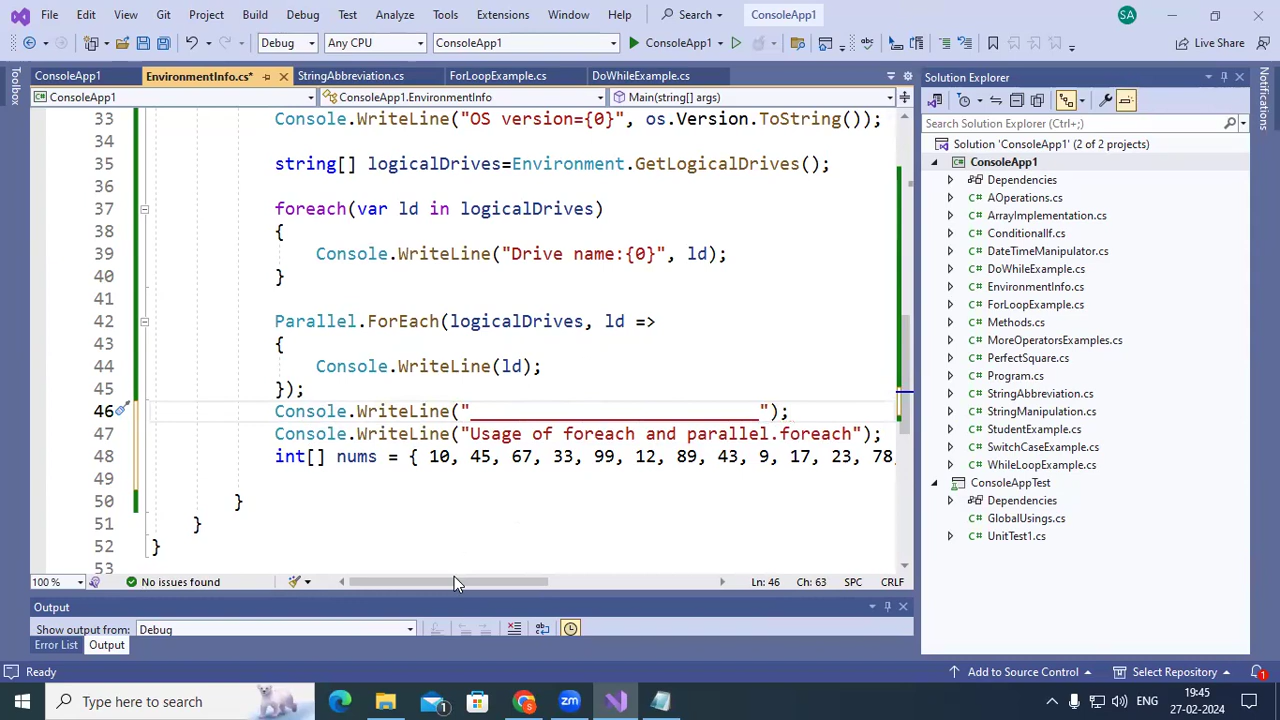 File Edit View Git Project Build Debug Test Analyze Tools Extensions Window Help Search ConsoleApp1 SA
Debug Any CPU ConsoleApp1 ConsoleApp1 Live Share
ConsoleApp1 EnvironmentInfo.cs* StringAbbreviation.cs ForLoopExample.cs DoWhileExample.cs
ConsoleApp1 ConsoleApp1.EnvironmentInfo Main(string[] args)
Toolbox
33 Console.WriteLine("OS version={0}", os.Version.ToString());
34
35 string[] logicalDrives=Environment.GetLogicalDrives();
36
37 foreach(var ld in logicalDrives)
38 {
39 Console.WriteLine("Drive name:{0}", ld);
40 }
41
42 Parallel.ForEach(logicalDrives, ld =>
43 {
44 Console.WriteLine(ld);
45 });
46 Console.WriteLine("____________________________");
47 Console.WriteLine("Usage of foreach and parallel.foreach");
48 int[] nums = { 10, 45, 67, 33, 99, 12, 89, 43, 9, 17, 23, 78,
49
50 }
51 }
52 }
53
100 % No issues found Ln: 46 Ch: 63 SPC CRLF
Output
Show output from: Debug
Error List Output
Solution Explorer
Search Solution Explorer (Ctrl+;)
Solution 'ConsoleApp1' (2 of 2 projects)
ConsoleApp1
Dependencies
C# AOperations.cs
C# ArrayImplementation.cs
C# ConditionalIf.cs
C# DateTimeManipulator.cs
C# DoWhileExample.cs
C# EnvironmentInfo.cs
C# ForLoopExample.cs
C# Methods.cs
C# MoreOperatorsExamples.cs
C# PerfectSquare.cs
C# Program.cs
C# StringAbbreviation.cs
C# StringManipulation.cs
C# StudentExample.cs
C# SwitchCaseExample.cs
C# WhileLoopExample.cs
ConsoleAppTest
Dependencies
C# GlobalUsings.cs
C# UnitTest1.cs
Notifications
Ready Add to Source Control Select Repository 1
Type here to search 1 ENG 19:45
27-02-2024